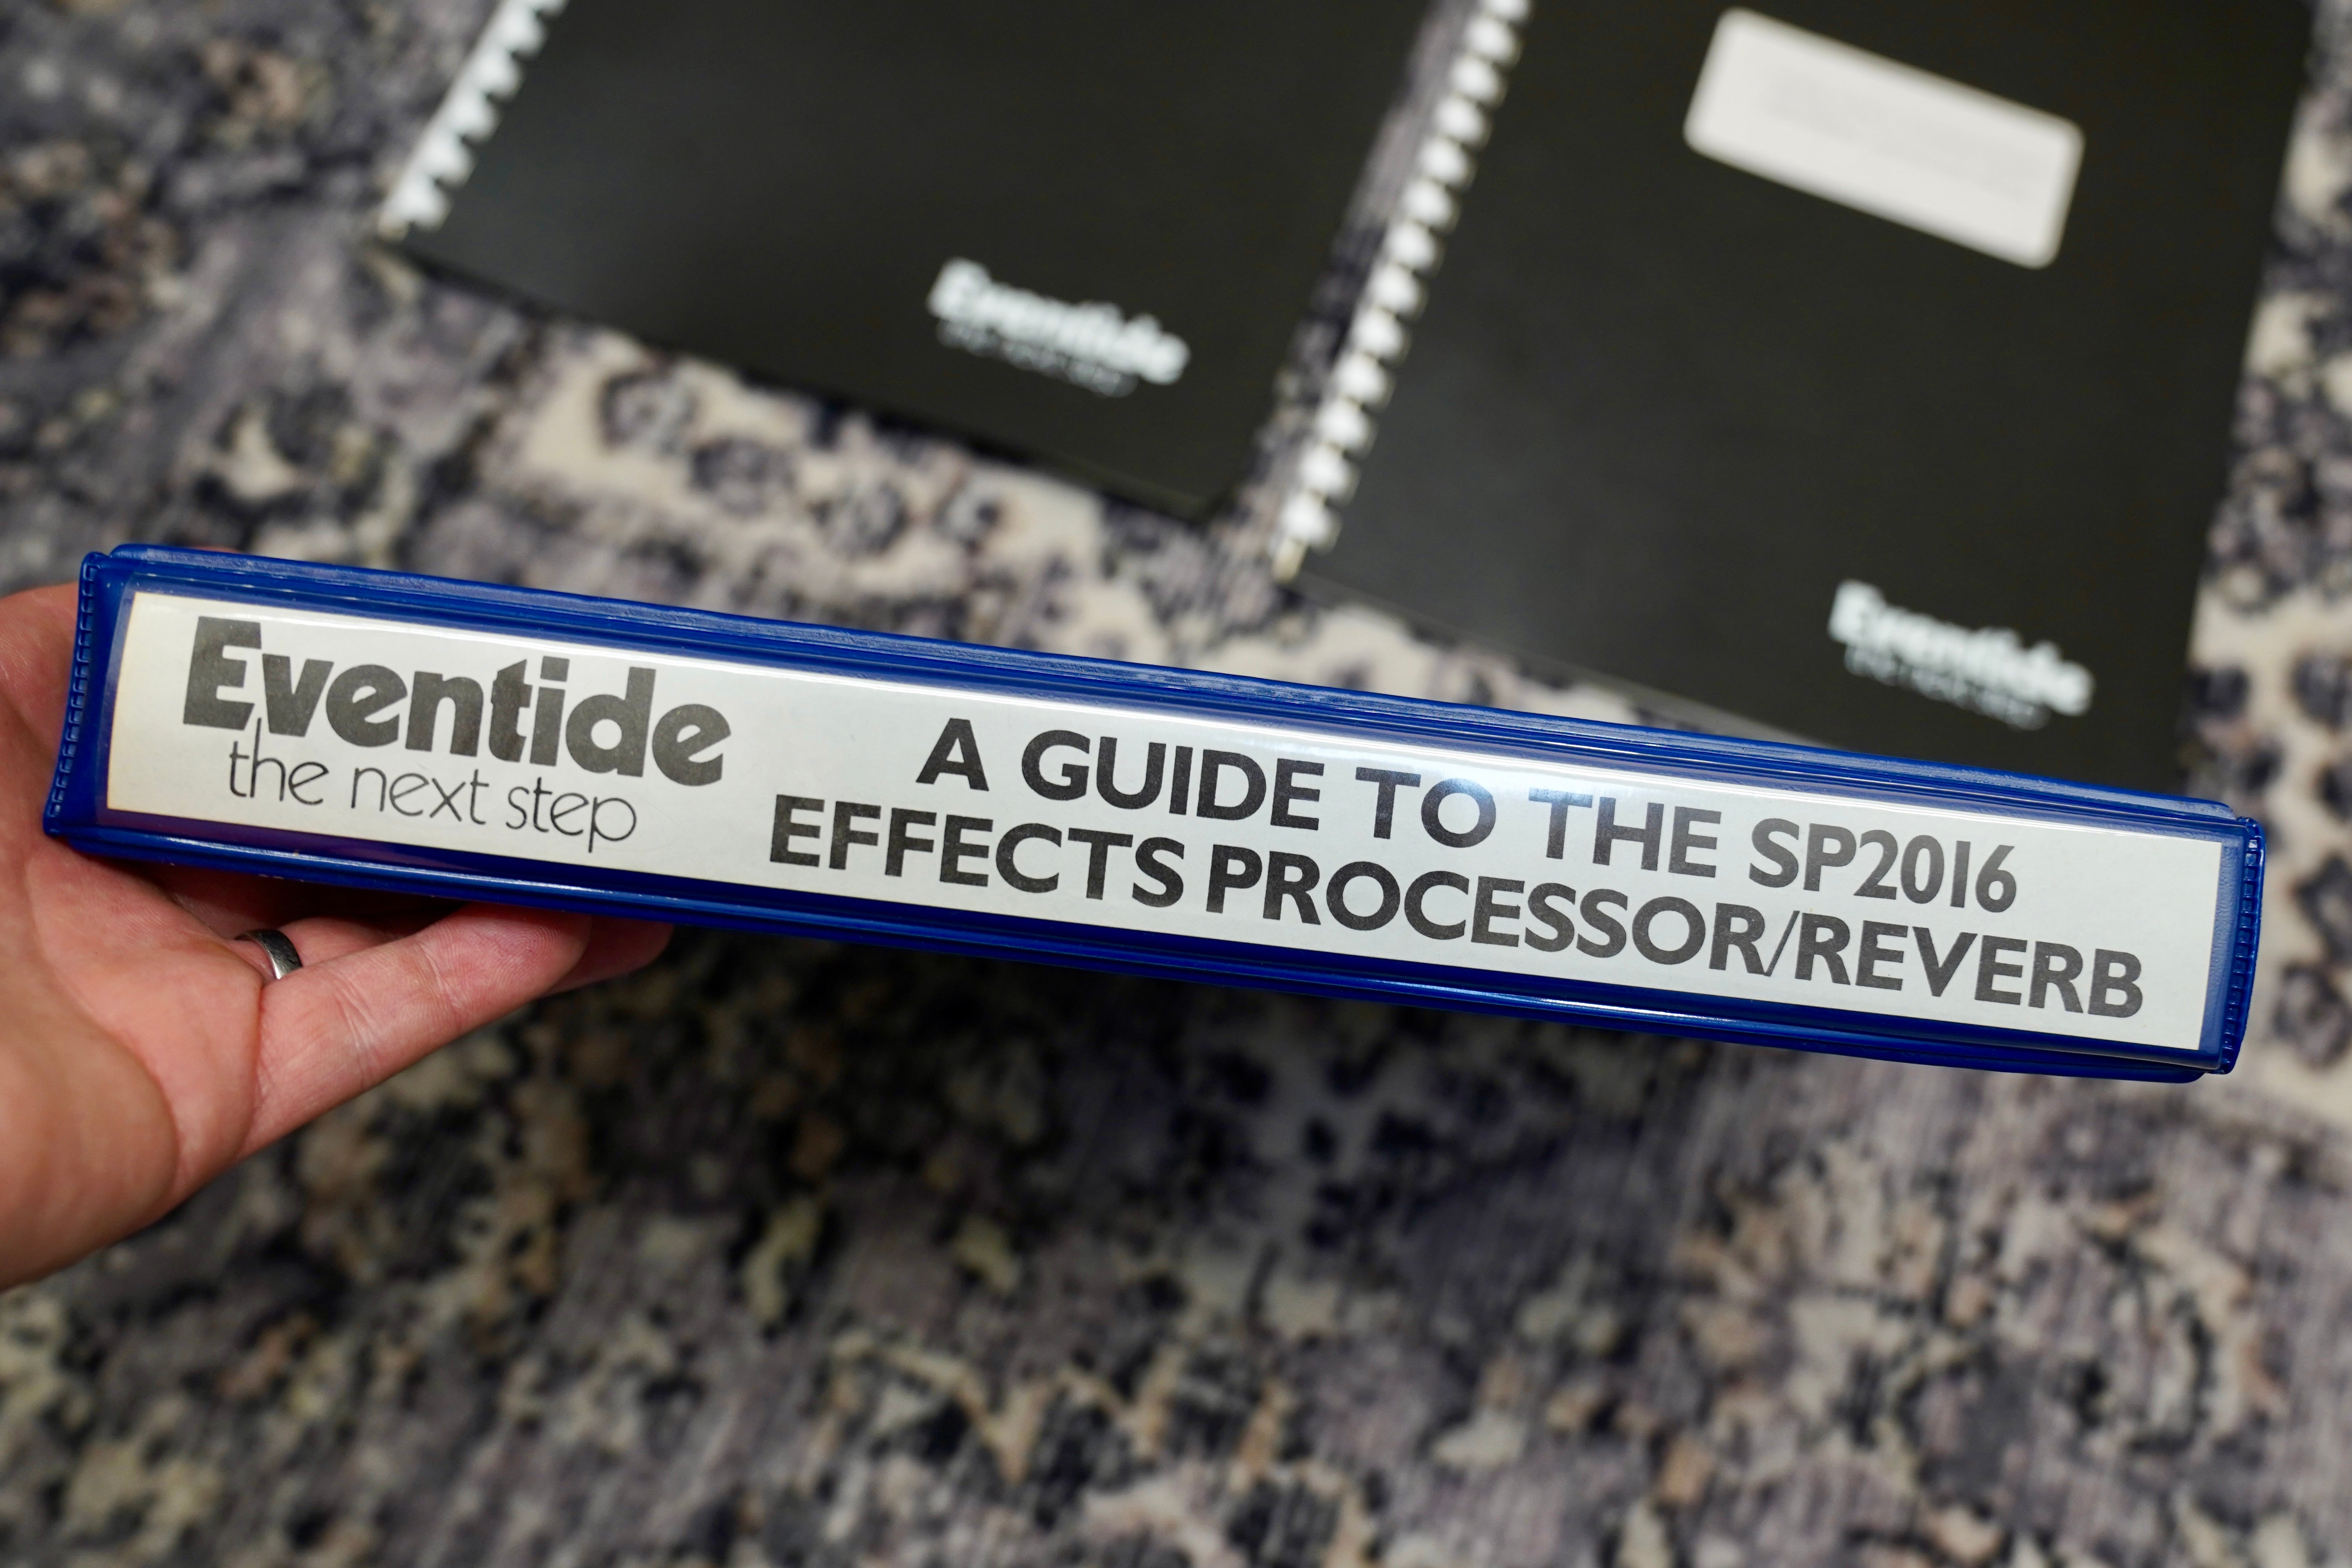 Eventide
Eventide
Eventide
the next step
A GUIDE TO THE SP2016
EFFECTS PROCESSOR/REVERB